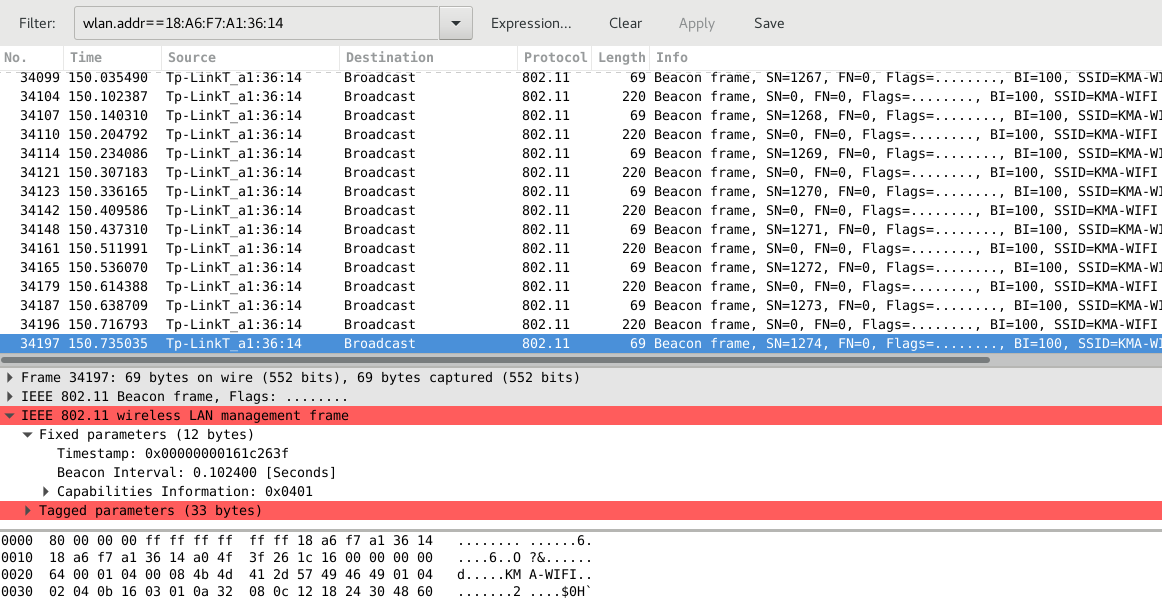 Filter: wlan.addr==18:A6:F7:A1:36:14 Expression... Clear Apply Save
No. Time Source Destination Protocol Length Info
34099 150.035490 Tp-LinkT_a1:36:14 Broadcast 802.11 69 Beacon frame, SN=1267, FN=0, Flags=........, BI=100, SSID=KMA-WI
34104 150.102387 Tp-LinkT_a1:36:14 Broadcast 802.11 220 Beacon frame, SN=0, FN=0, Flags=........, BI=100, SSID=KMA-WIFI
34107 150.140310 Tp-LinkT_a1:36:14 Broadcast 802.11 69 Beacon frame, SN=1268, FN=0, Flags=........, BI=100, SSID=KMA-WI
34110 150.204792 Tp-LinkT_a1:36:14 Broadcast 802.11 220 Beacon frame, SN=0, FN=0, Flags=........, BI=100, SSID=KMA-WIFI
34114 150.234086 Tp-LinkT_a1:36:14 Broadcast 802.11 69 Beacon frame, SN=1269, FN=0, Flags=........, BI=100, SSID=KMA-WI
34121 150.307183 Tp-LinkT_a1:36:14 Broadcast 802.11 220 Beacon frame, SN=0, FN=0, Flags=........, BI=100, SSID=KMA-WIFI
34123 150.336165 Tp-LinkT_a1:36:14 Broadcast 802.11 69 Beacon frame, SN=1270, FN=0, Flags=........, BI=100, SSID=KMA-WI
34142 150.409586 Tp-LinkT_a1:36:14 Broadcast 802.11 220 Beacon frame, SN=0, FN=0, Flags=........, BI=100, SSID=KMA-WIFI
34148 150.437310 Tp-LinkT_a1:36:14 Broadcast 802.11 69 Beacon frame, SN=1271, FN=0, Flags=........, BI=100, SSID=KMA-WI
34161 150.511991 Tp-LinkT_a1:36:14 Broadcast 802.11 220 Beacon frame, SN=0, FN=0, Flags=........, BI=100, SSID=KMA-WIFI
34165 150.536070 Tp-LinkT_a1:36:14 Broadcast 802.11 69 Beacon frame, SN=1272, FN=0, Flags=........, BI=100, SSID=KMA-WI
34179 150.614388 Tp-LinkT_a1:36:14 Broadcast 802.11 220 Beacon frame, SN=0, FN=0, Flags=........, BI=100, SSID=KMA-WIFI
34187 150.638709 Tp-LinkT_a1:36:14 Broadcast 802.11 69 Beacon frame, SN=1273, FN=0, Flags=........, BI=100, SSID=KMA-WI
34196 150.716793 Tp-LinkT_a1:36:14 Broadcast 802.11 220 Beacon frame, SN=0, FN=0, Flags=........, BI=100, SSID=KMA-WIFI
34197 150.735035 Tp-LinkT_a1:36:14 Broadcast 802.11 69 Beacon frame, SN=1274, FN=0, Flags=........, BI=100, SSID=KMA-WI
Frame 34197: 69 bytes on wire (552 bits), 69 bytes captured (552 bits)
IEEE 802.11 Beacon frame, Flags: ........
IEEE 802.11 wireless LAN management frame
Fixed parameters (12 bytes)
Timestamp: 0x00000000161c263f
Beacon Interval: 0.102400 [Seconds]
Capabilities Information: 0x0401
Tagged parameters (33 bytes)
0000 80 00 00 00 ff ff ff ff ff ff 18 a6 f7 a1 36 14 ........ ......6.
0010 18 a6 f7 a1 36 14 a0 4f 3f 26 1c 16 00 00 00 00 ....6..O ?&......
0020 64 00 01 04 00 08 4b 4d 41 2d 57 49 46 49 01 04 d.....KM A-WIFI..
0030 02 04 0b 16 03 01 0a 32 08 0c 12 18 24 30 48 60 .......2 ....$0H`